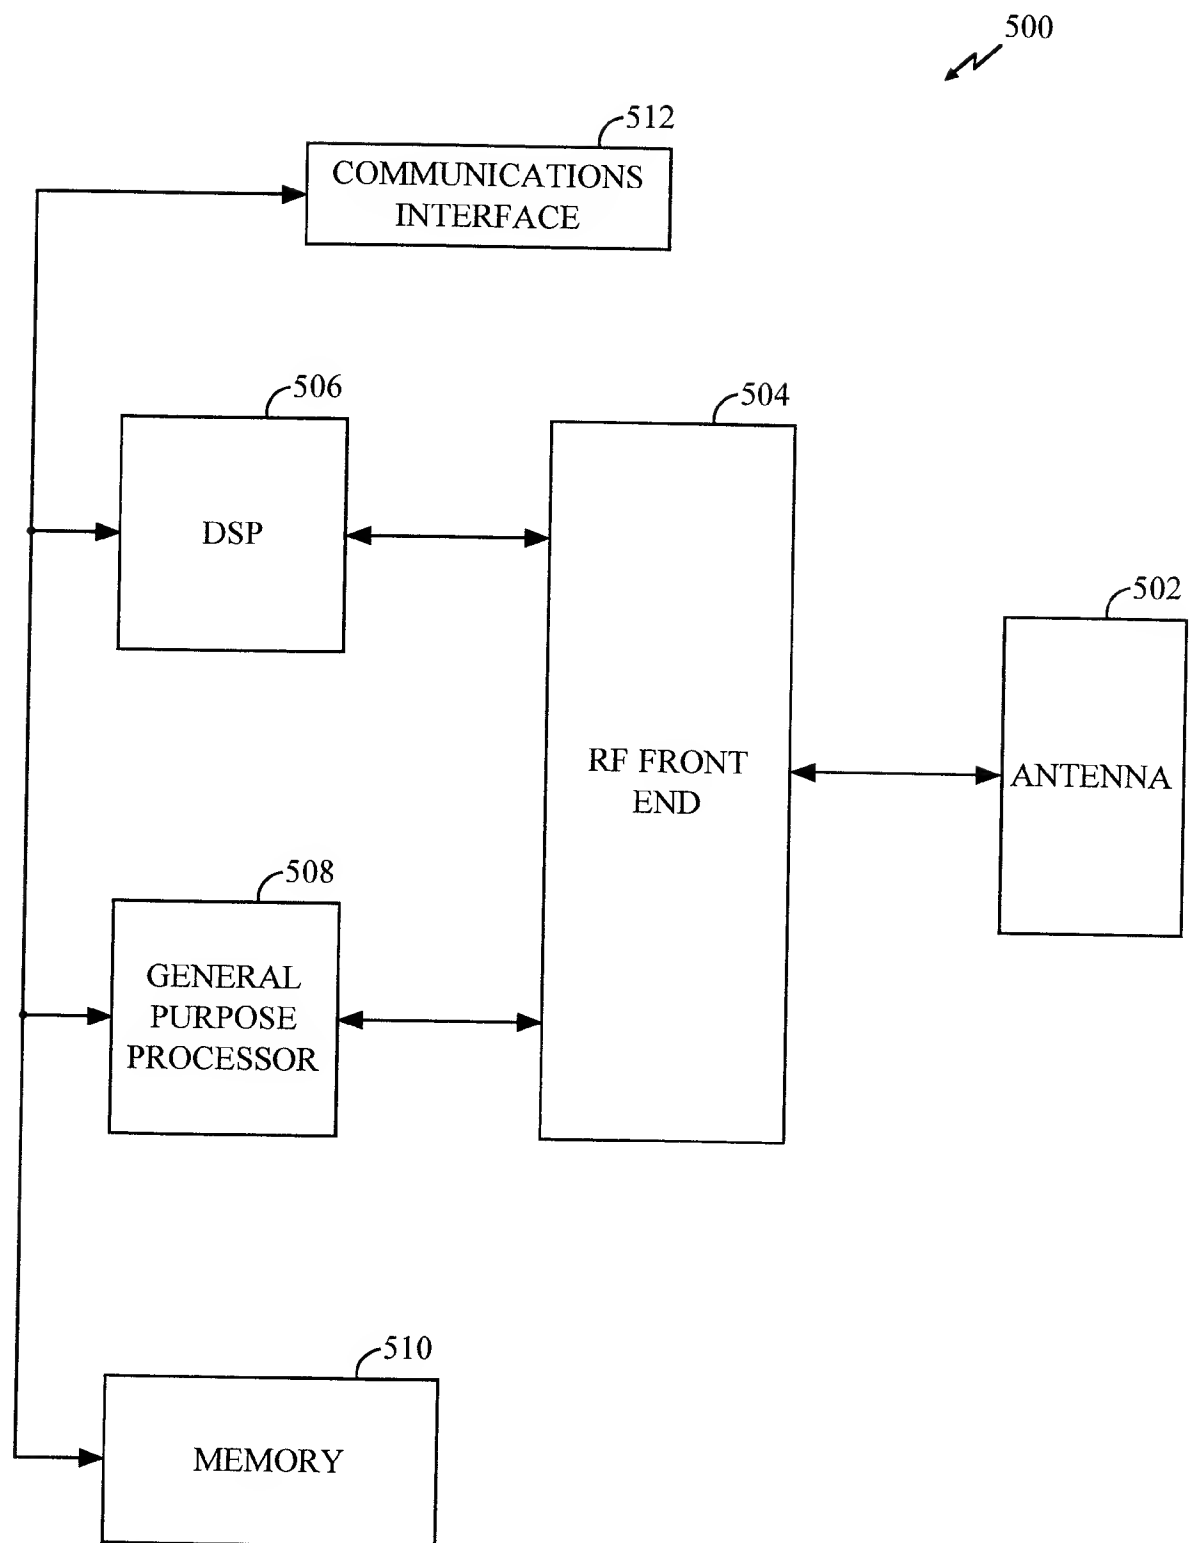 500
512
COMMUNICATIONS
INTERFACE
506
504
DSP
502
RF FRONT
END
ANTENNA
508
GENERAL
PURPOSE
PROCESSOR
510
MEMORY